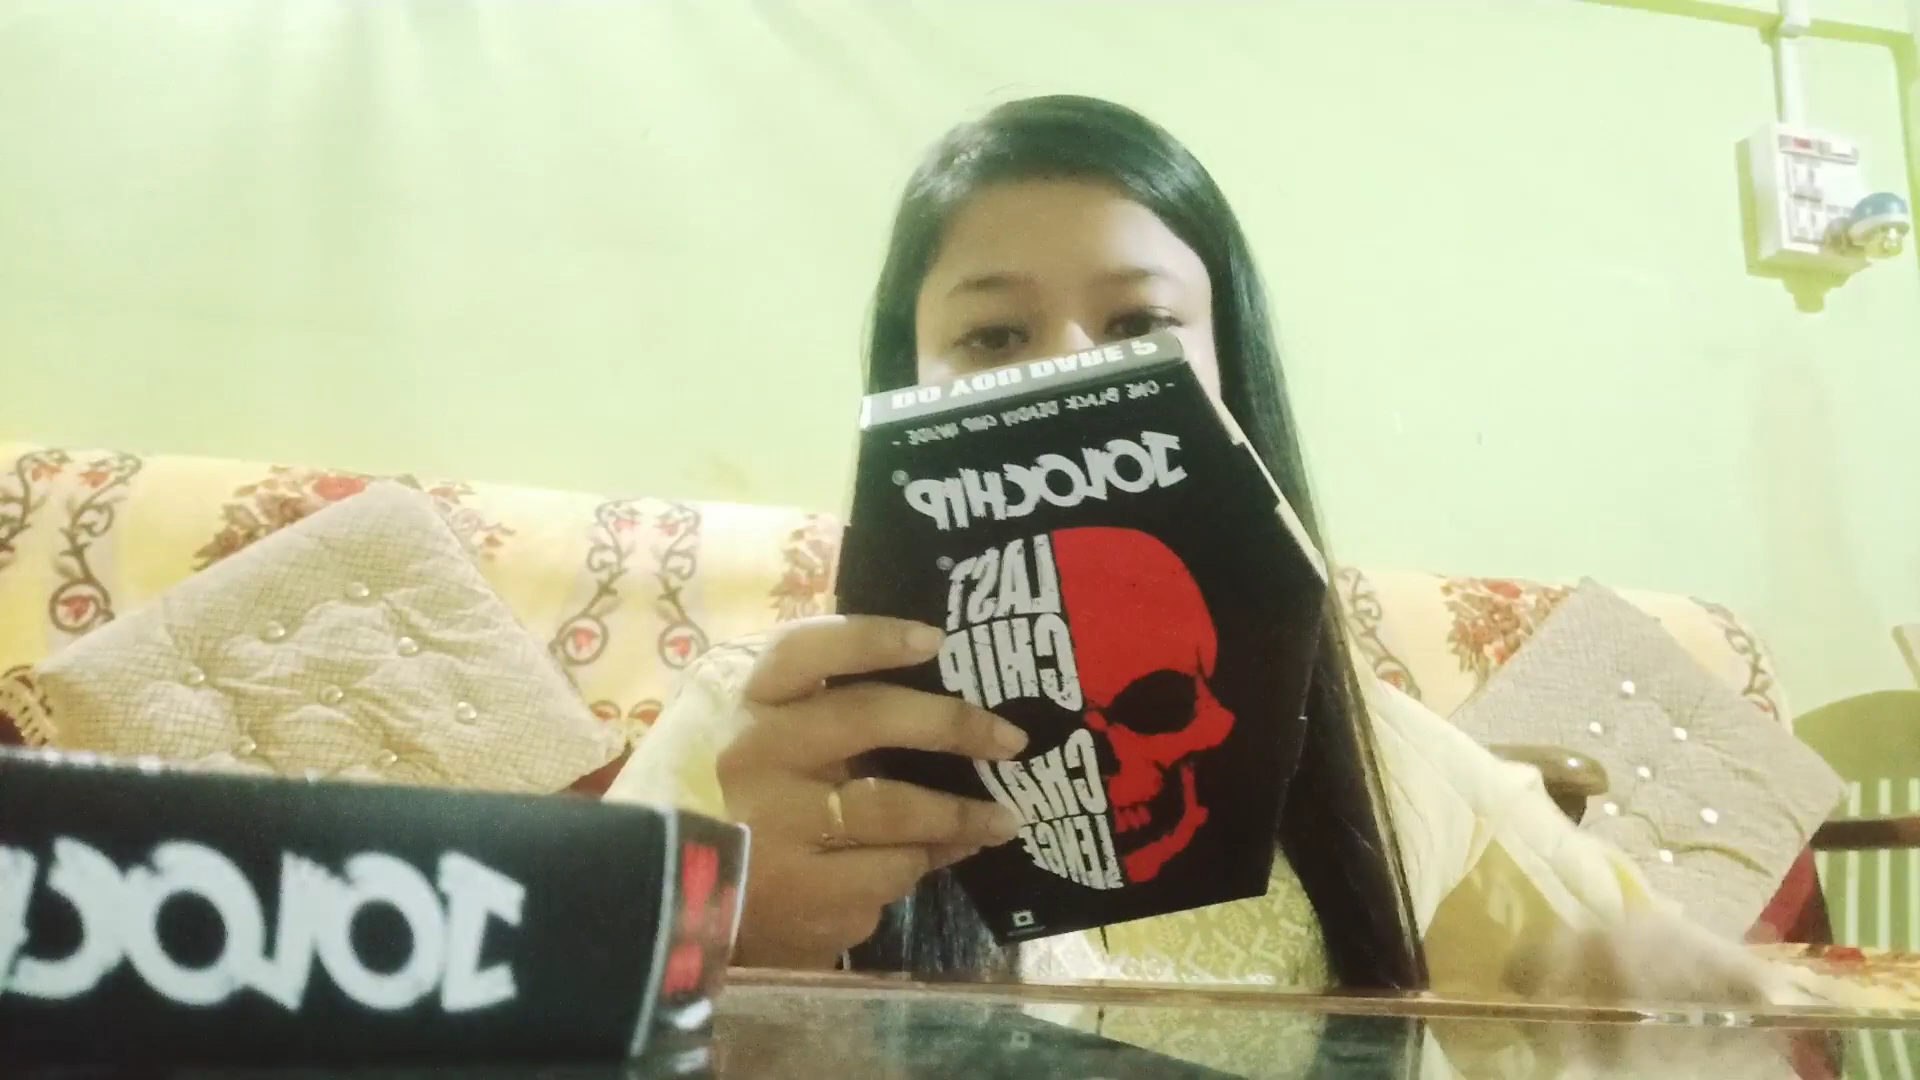 DO YOU DARE ?
- ONE BLACK DEADLY CHIP INSIDE -
JOLOCHIP®
LAST®
CHIP
CHAL
LENGE
JOLOC